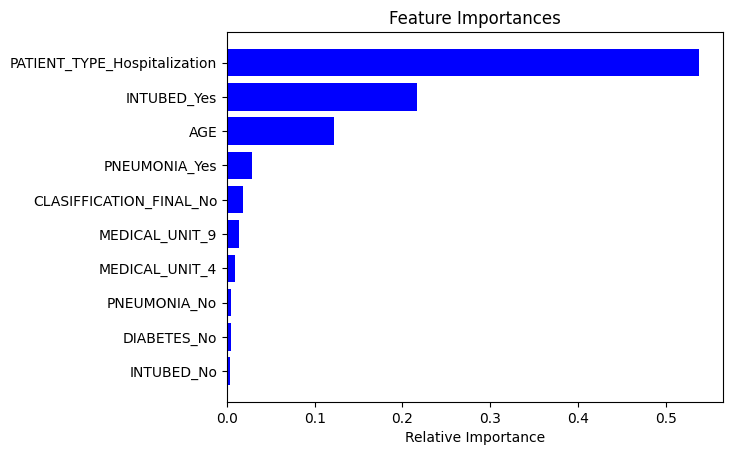 Feature Importances
PATIENT_TYPE_Hospitalization
INTUBED_Yes
AGE
PNEUMONIA_Yes
CLASIFFICATION_FINAL_No
MEDICAL_UNIT_9
MEDICAL_UNIT_4
PNEUMONIA_No
DIABETES_No
INTUBED_No
0.0 0.1 0.2 0.3 0.4 0.5
Relative Importance